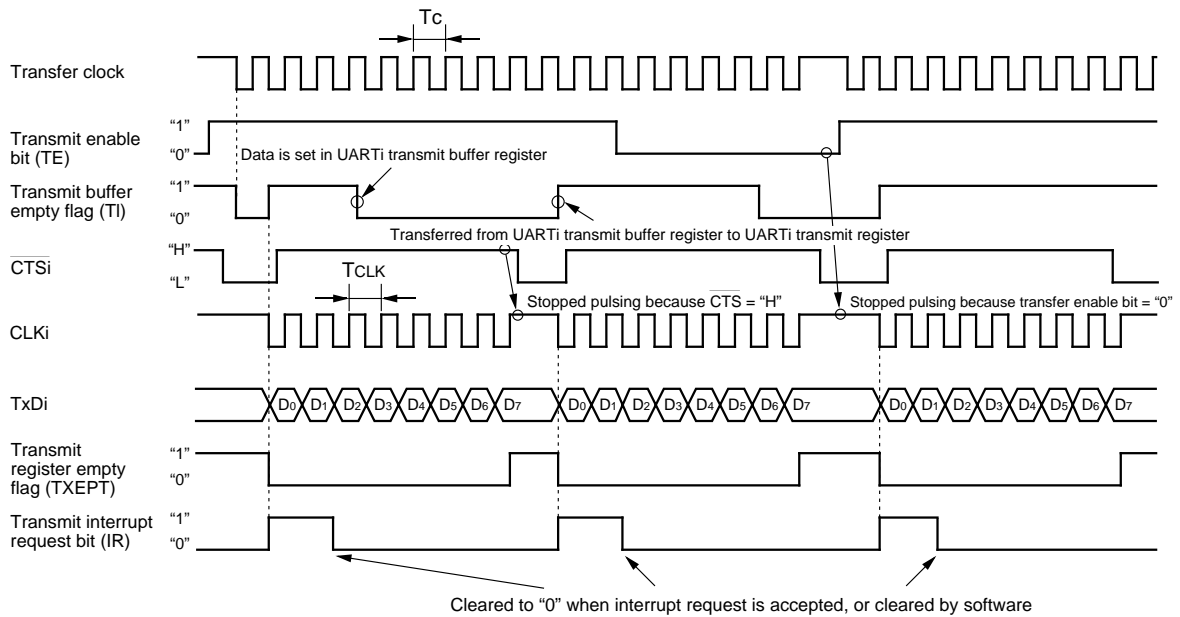 Tc
Transfer clock
Transmit enable
bit (TE)
“1”
“0”
Data is set in UARTi transmit buffer register
Transmit buffer
empty flag (TI)
“1”
“0”
Transferred from UARTi transmit buffer register to UARTi transmit register
CTSi
“H”
“L”
TCLK
Stopped pulsing because CTS = “H”
Stopped pulsing because transfer enable bit = “0”
CLKi
TxDi
D0 D1 D2 D3 D4 D5 D6 D7 D0 D1 D2 D3 D4 D5 D6 D7 D0 D1 D2 D3 D4 D5 D6 D7
Transmit
register empty
flag (TXEPT)
“1”
“0”
Transmit interrupt
request bit (IR)
“1”
“0”
Cleared to “0” when interrupt request is accepted, or cleared by software